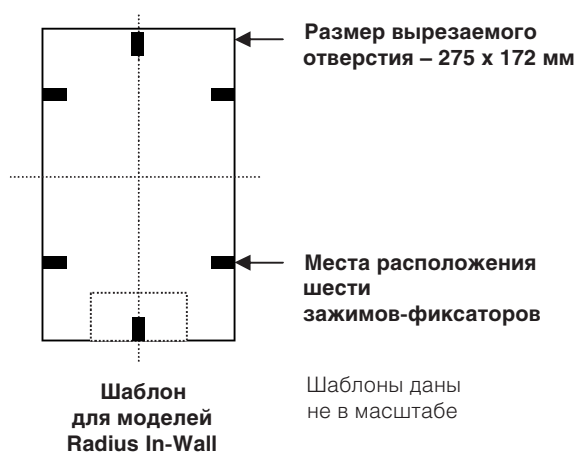 Размер вырезаемого
отверстия – 275 x 172 мм
Места расположения
шести
зажимов-фиксаторов
Шаблон
для моделей
Radius In-Wall
Шаблоны даны
не в масштабе